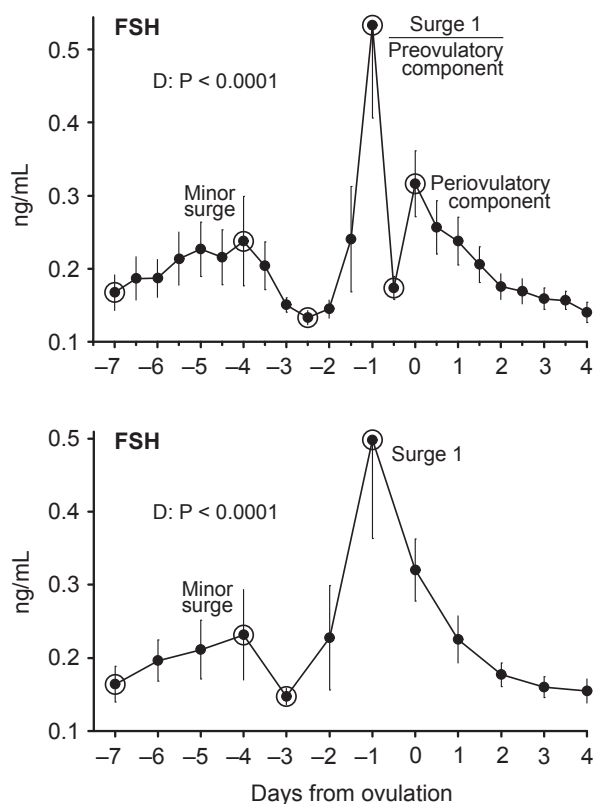 FSH
Surge 1
Preovulatory
component
D: P < 0.0001
Minor
surge
Periovulatory
component
ng/mL
0.5
0.4
0.3
0.2
0.1
–7 –6 –5 –4 –3 –2 –1 0 1 2 3 4
FSH
Surge 1
D: P < 0.0001
Minor
surge
ng/mL
0.5
0.4
0.3
0.2
0.1
–7 –6 –5 –4 –3 –2 –1 0 1 2 3 4
Days from ovulation